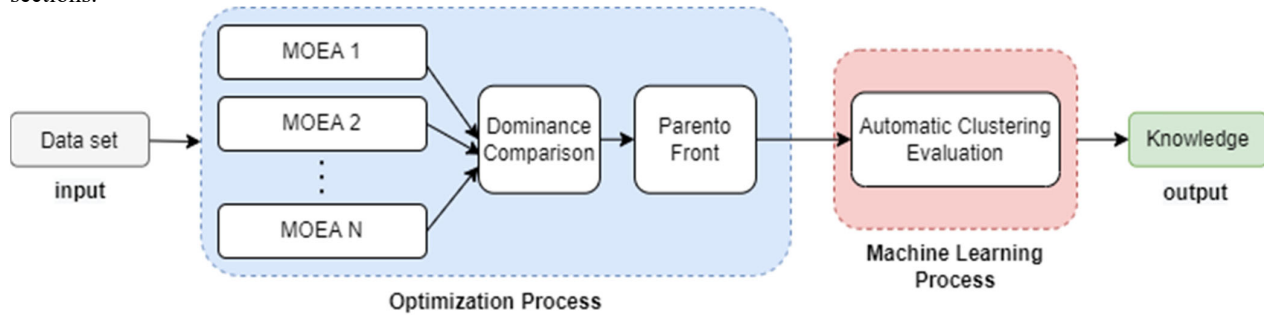 sections.
MOEA 1
MOEA 2
MOEA N
Data set
input
Dominance
Comparison
Parento
Front
Optimization Process
Automatic Clustering
Evaluation
Machine Learning
Process
Knowledge
output